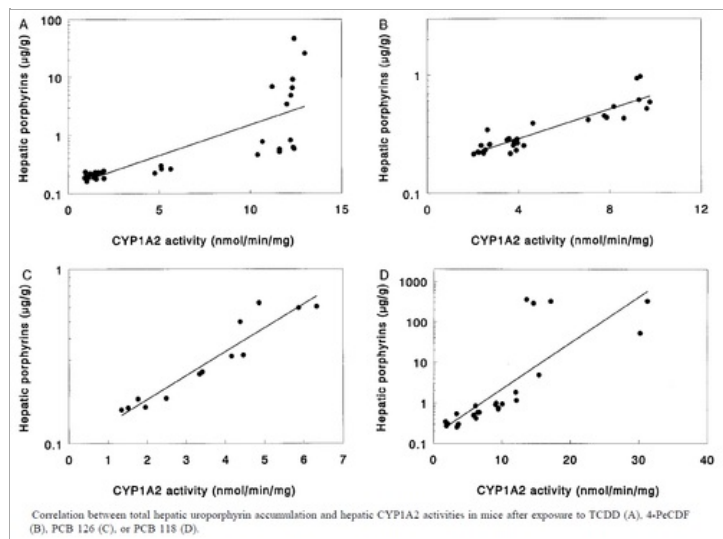 A
Hepatic porphyrins (µg/g)
100
10
1
0.1
0
5
10
15
CYP1A2 activity (nmol/min/mg)
B
Hepatic porphyrins (µg/g)
1
0.1
0
4
8
12
CYP1A2 activity (nmol/min/mg)
C
Hepatic porphyrins (µg/g)
1
0.1
0
1
2
3
4
5
6
7
CYP1A2 activity (nmol/min/mg)
D
Hepatic porphyrins (µg/g)
1000
100
10
1
0.1
0
10
20
30
40
CYP1A2 activity (nmol/min/mg)
Correlation between total hepatic uroporphyrin accumulation and hepatic CYP1A2 activities in mice after exposure to TCDD (A), 4-PeCDF
(B), PCB 126 (C), or PCB 118 (D).